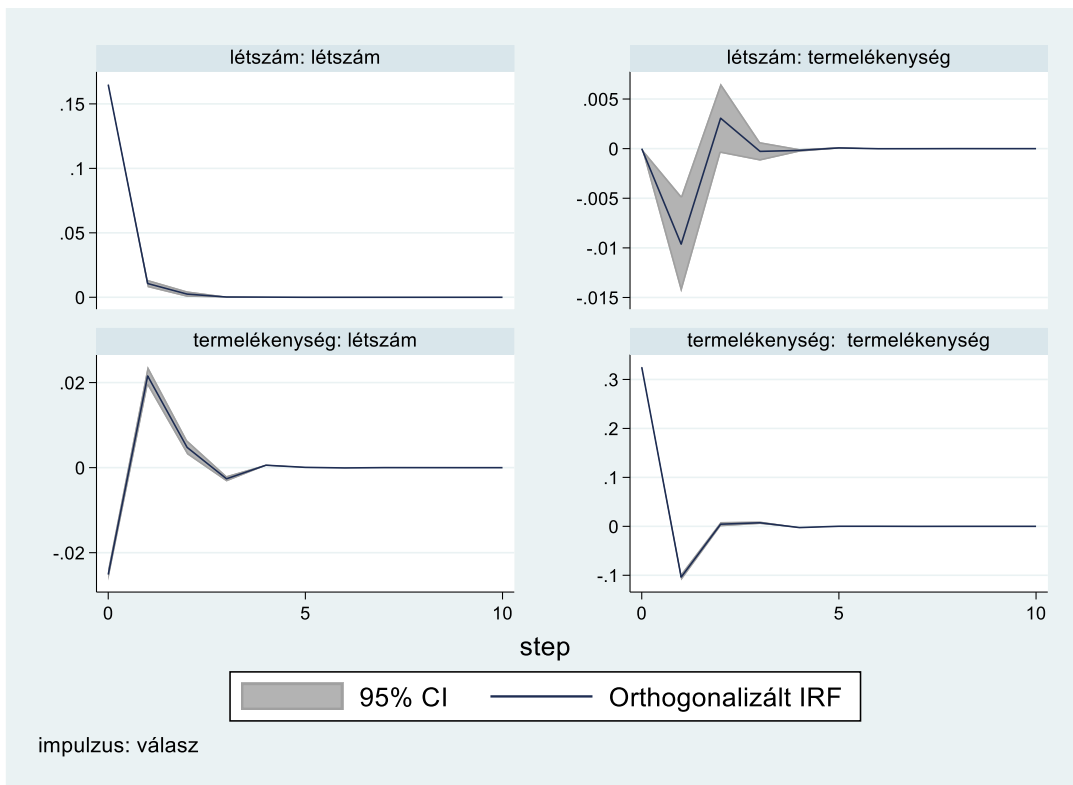 létszám: létszám
létszám: termelékenység
.15
.1
.05
0
.005
0
-.005
-.01
-.015
termelékenység: létszám
termelékenység:  termelékenység
.02
0
-.02
.3
.2
.1
0
-.1
0
5
10
0
5
10
step
95% CI
Orthogonalizált IRF
impulzus: válasz